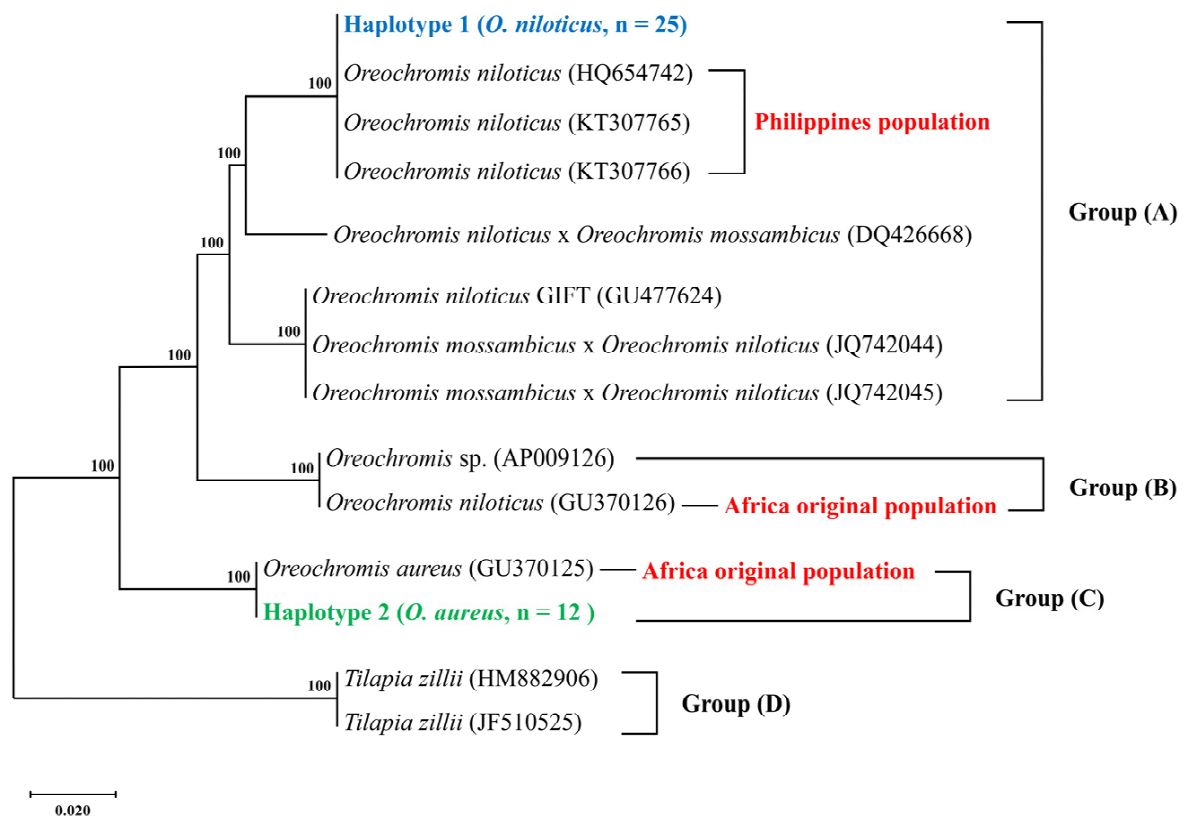 Haplotype 1 (O. niloticus, n = 25)
100
Oreochromis niloticus (HQ654742)
Oreochromis niloticus (KT307765)
Philippines population
Oreochromis niloticus (KT307766)
100
Group (A)
Oreochromis niloticus x Oreochromis mossambicus (DQ426668)
100
Oreochromis niloticus GIFT (GU477624)
100
Oreochromis mossambicus x Oreochromis niloticus (JQ742044)
100
Oreochromis mossambicus x Oreochromis niloticus (JQ742045)
100
Oreochromis sp. (AP009126)
100
Group (B)
Oreochromis niloticus (GU370126)
Africa original population
Oreochromis aureus (GU370125)
Africa original population
100
Group (C)
Haplotype 2 (O. aureus, n = 12 )
Tilapia zillii (HM882906)
100
Group (D)
Tilapia zillii (JF510525)
0.020